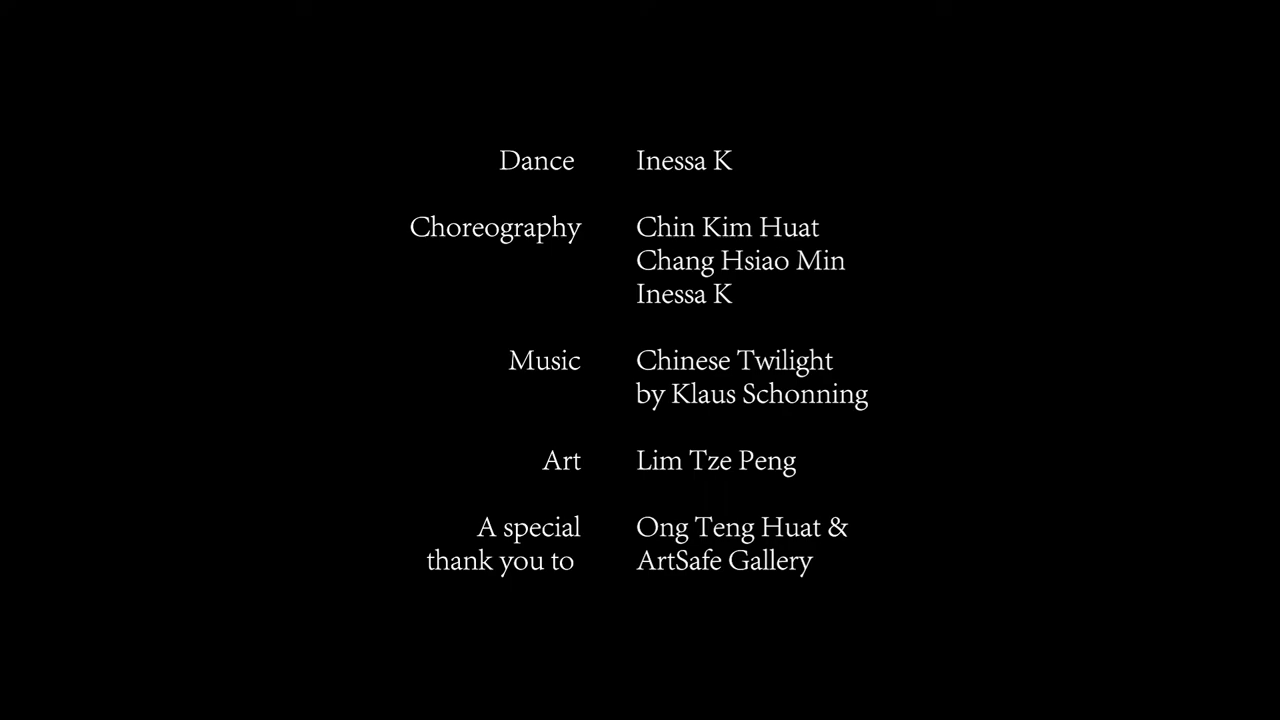 Dance Inessa K
Choreography Chin Kim Huat
Chang Hsiao Min
Inessa K
Music Chinese Twilight
by Klaus Schonning
Art Lim Tze Peng
A special Ong Teng Huat &
thank you to ArtSafe Gallery